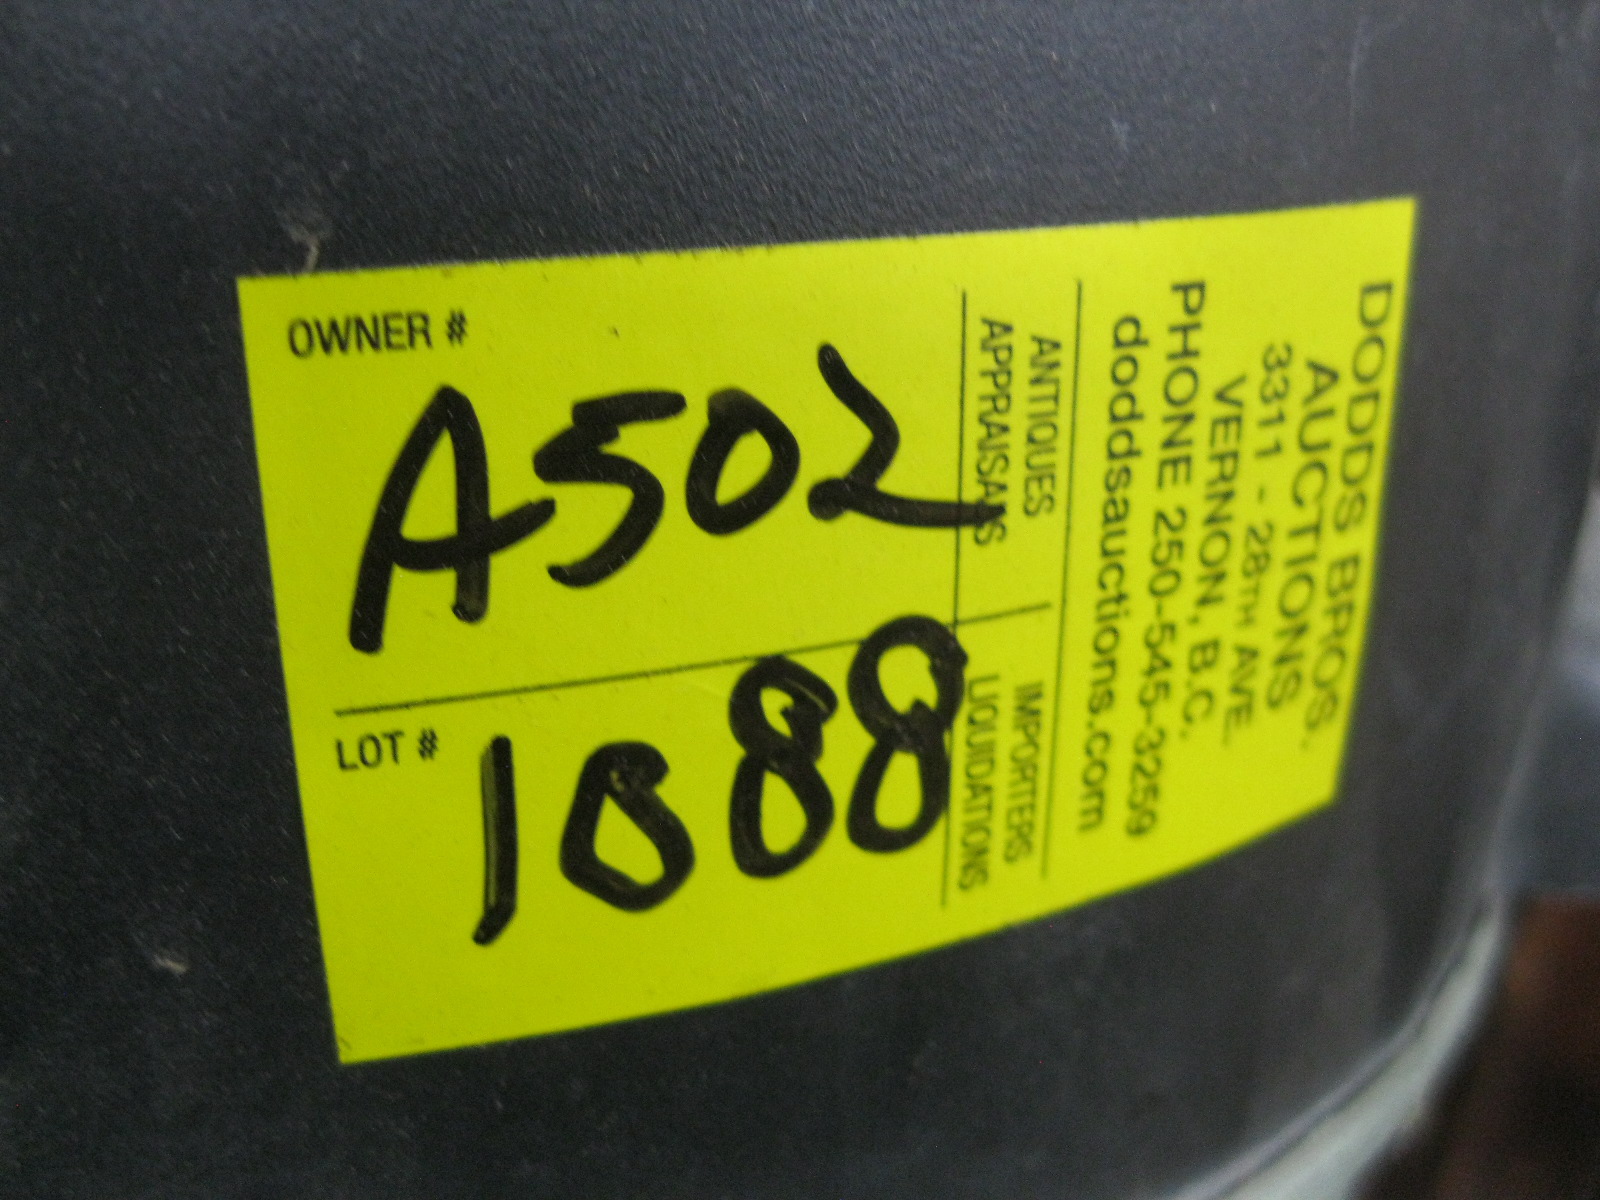 OWNER #
A502
LOT #
1088
ANTIQUES
APPRAISALS
IMPORTERS
LIQUIDATIONS
DODDS BROS.
AUCTIONS
3311 - 28TH AVE.
VERNON, B.C.
PHONE 250-545-3259
doddsauctions.com